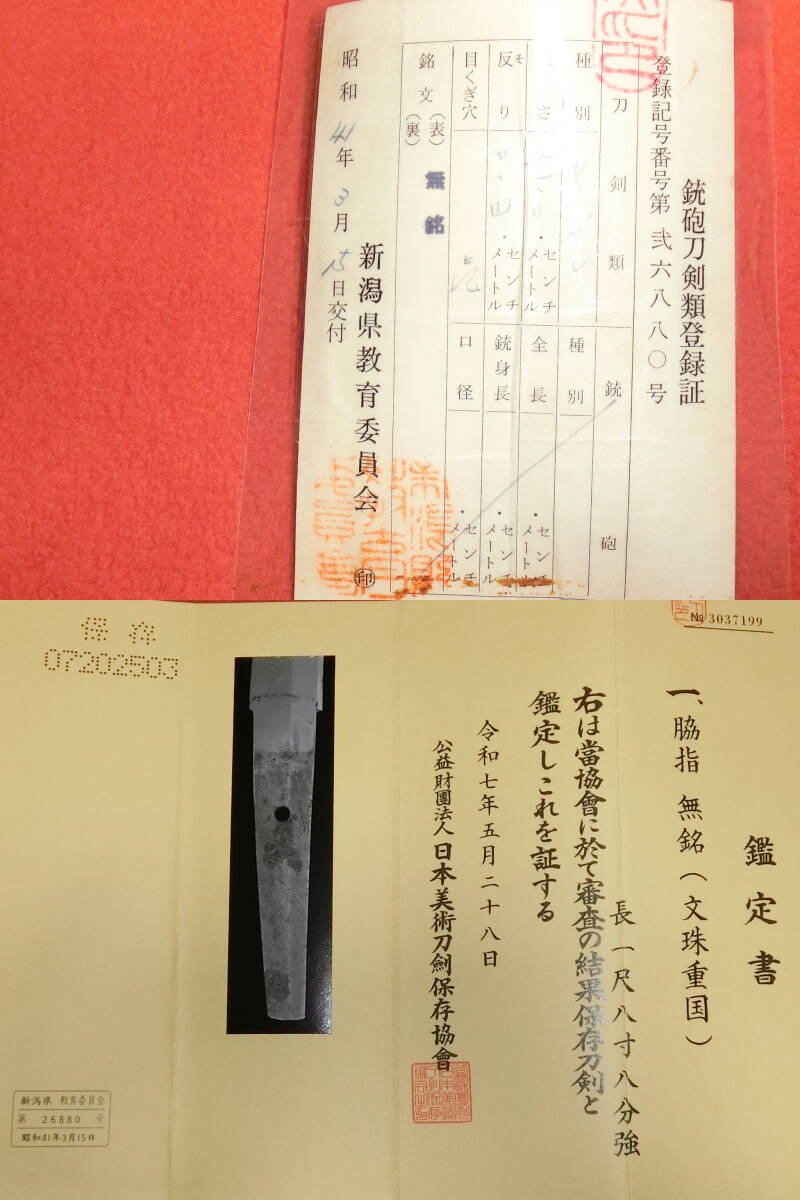 銃砲刀剣類登録証
登録記号番号第 弐六八八〇号
刀剣類
銃砲
種別
種別
全長
・センチメートル
・センチメートル
反り
そ
・センチメートル
銃身長
・センチメートル
目くぎ穴
口径
・センチメートル
銘文(表)(裏)
無銘
昭和41年3月15日交付
新潟県教育委員会
印
№3037199
鑑定書
一、脇指 無銘(文珠重国)
長一尺八寸八分強
右は當協會に於て審査の結果保存刀剣と
鑑定しこれを証する
令和七年五月二十八日
公益財團法人日本美術刀劍保存協會
保存
07202503
新潟県 教育委員会
第 26880 号
昭和41年3月15日